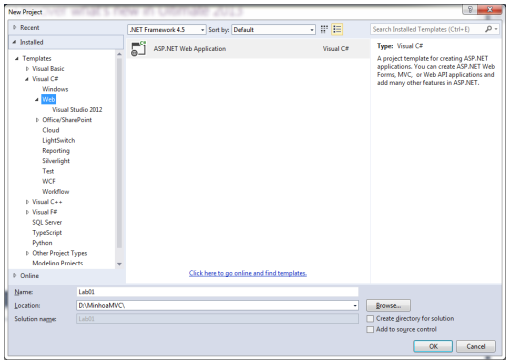 New Project
Recent
Installed
Templates
Visual Basic
Visual C#
Windows
Web
Visual Studio 2012
Office/SharePoint
Cloud
LightSwitch
Reporting
Silverlight
Test
WCF
Workflow
Visual C++
Visual F#
SQL Server
TypeScript
Python
Other Project Types
Modeling Projects
Online
.NET Framework 4.5
Sort by: Default
ASP.NET Web Application Visual C#
Click here to go online and find templates.
Search Installed Templates (Ctrl+E)
Type: Visual C#
A project template for creating ASP.NET
applications. You can create ASP.NET Web
Forms, MVC, or Web API applications and
add many other features in ASP.NET.
Name: Lab01
Location: D:\MinhoaMVC\ Browse...
Solution name: Lab01
Create directory for solution
Add to source control
OK Cancel